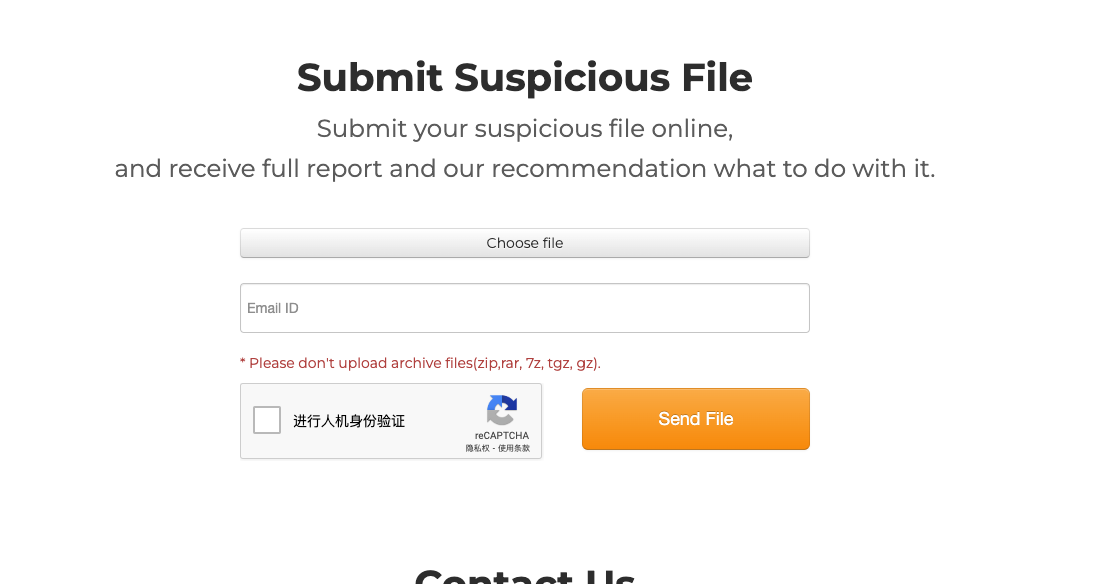 Submit Suspicious File
Submit your suspicious file online,
and receive full report and our recommendation what to do with it.
Choose file
Email ID
* Please don't upload archive files(zip,rar, 7z, tgz, gz).
进行人机身份验证
reCAPTCHA
隐私权 - 使用条款
Send File
Contact Us